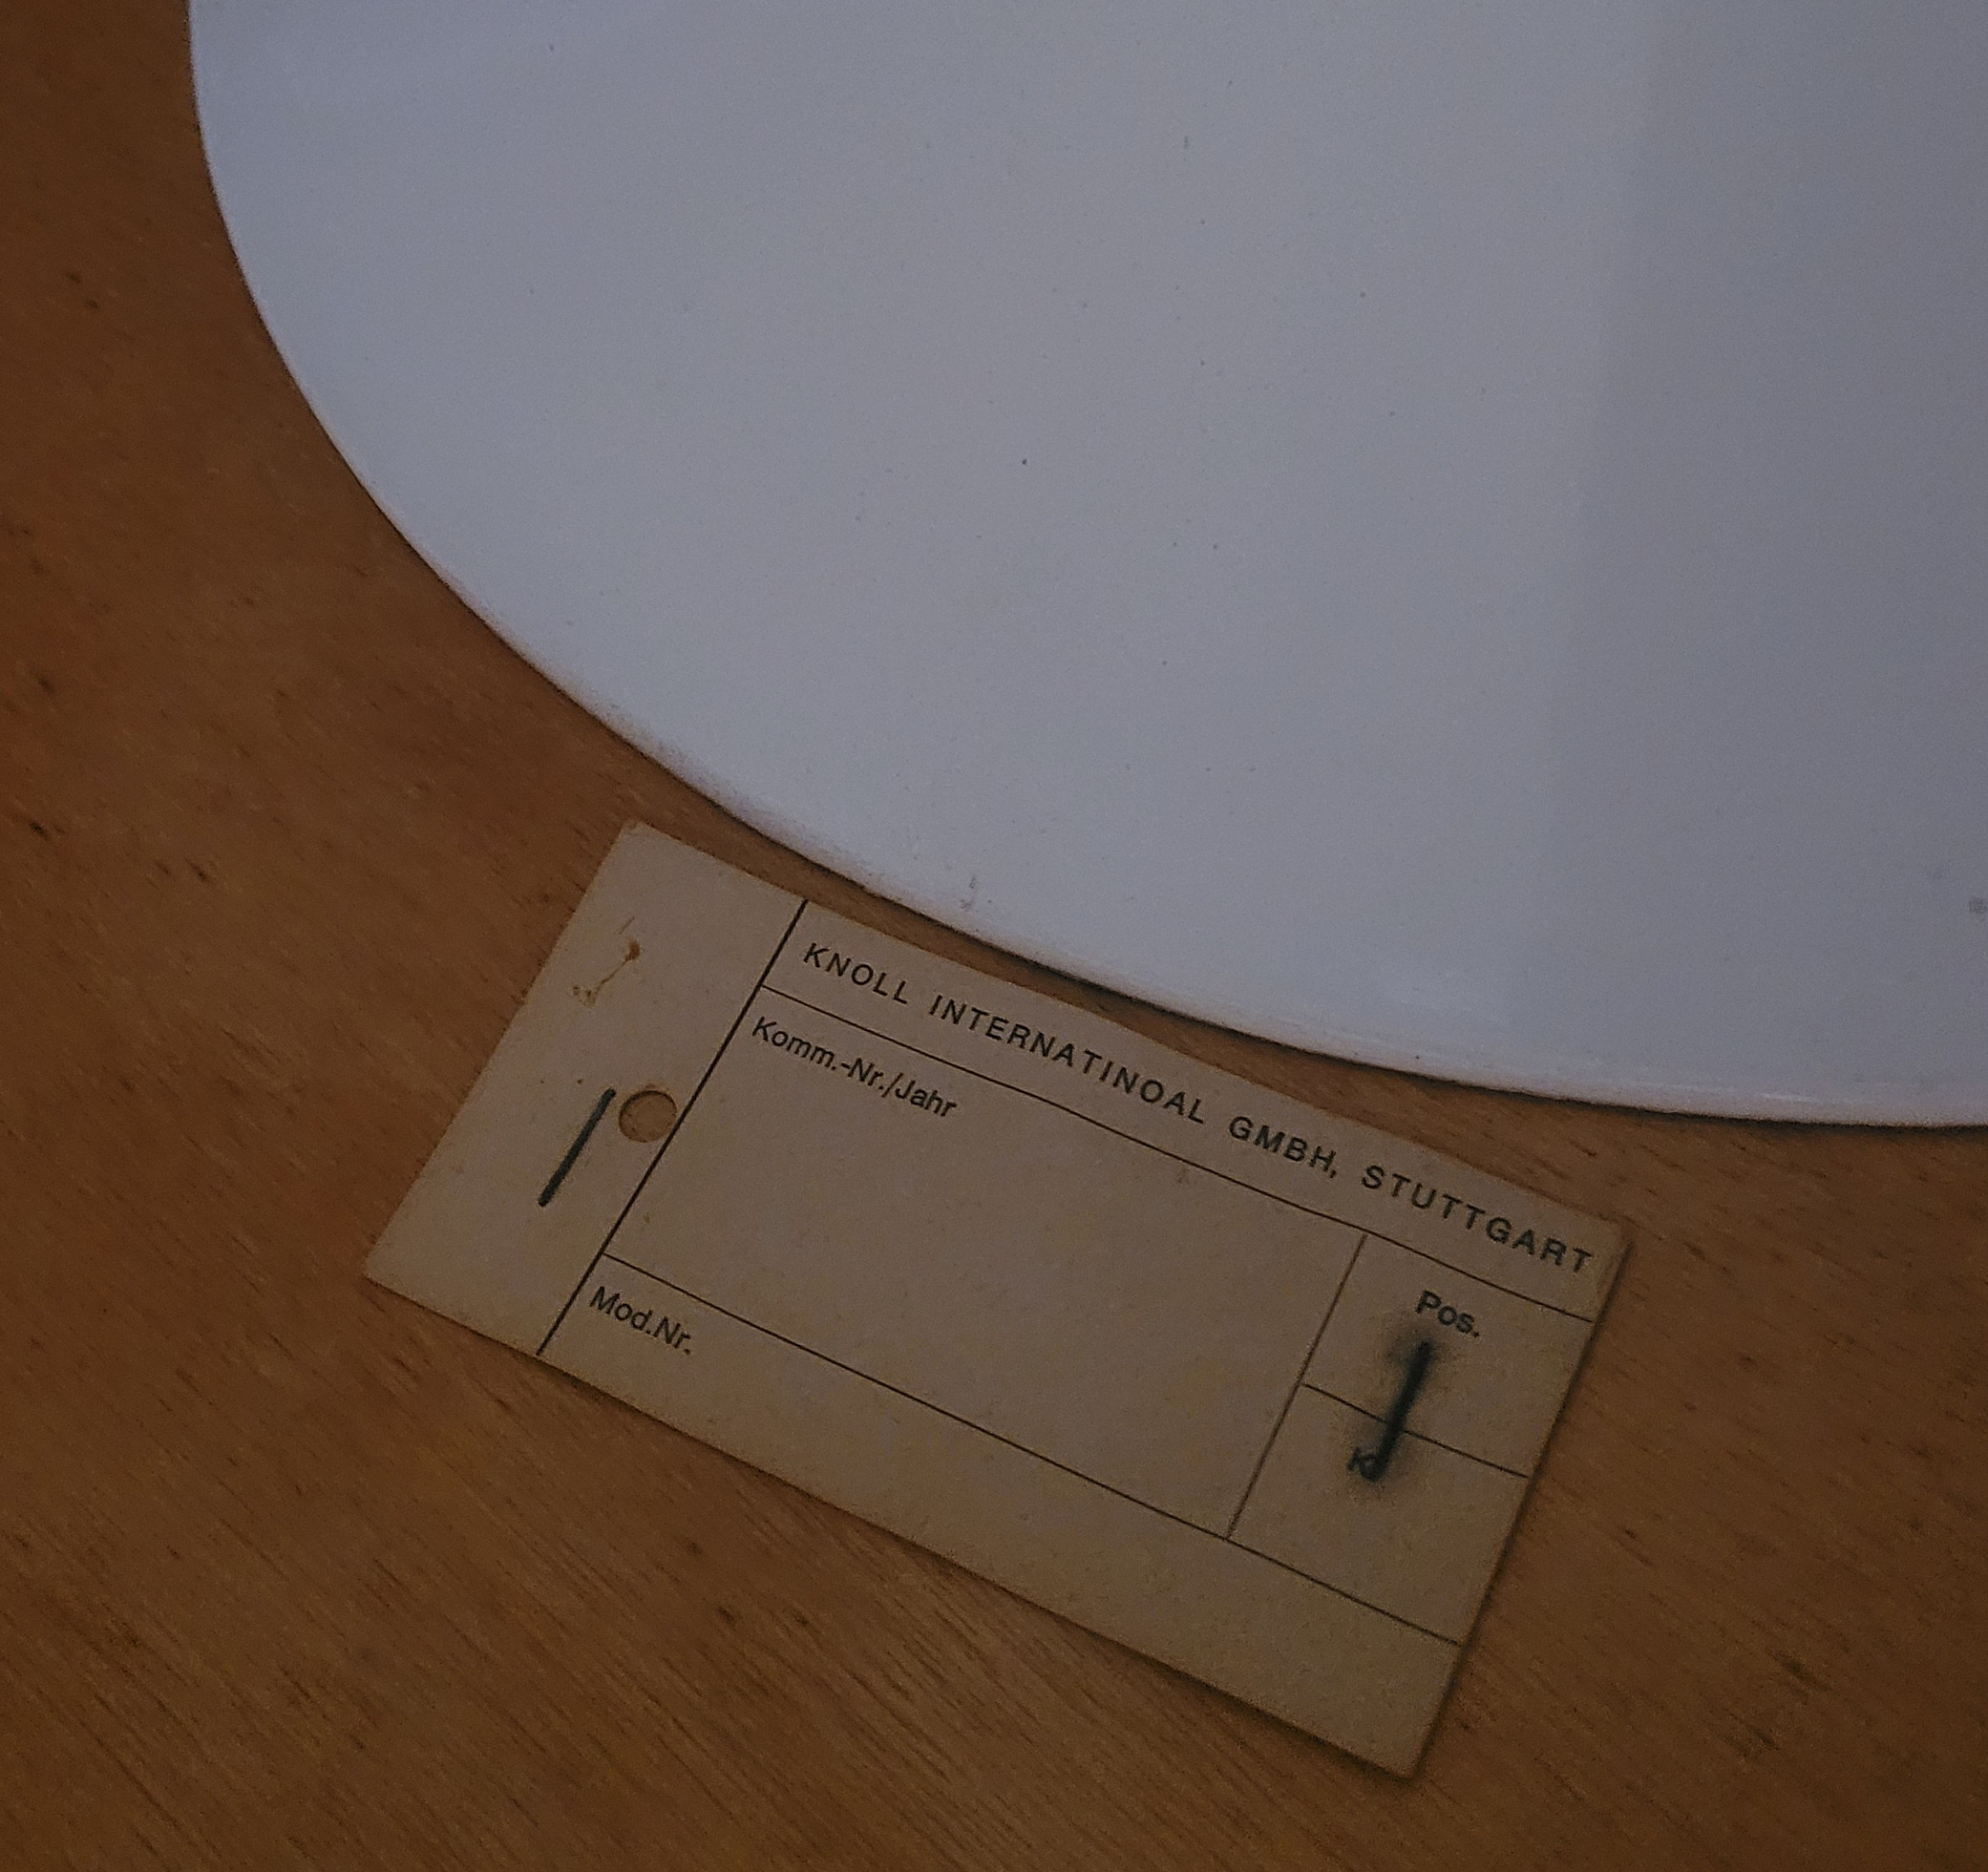 KNOLL INTERNATINOAL GMBH, STUTTGART
Komm.-Nr./Jahr
Pos.
Mod.Nr.